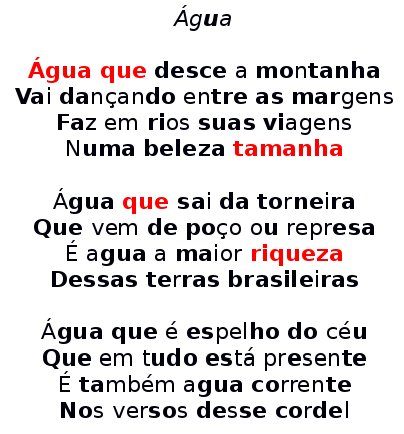 Água
Água que desce a montanha
Vai dançando entre as margens
Faz em rios suas viagens
Numa beleza tamanha
Água que sai da torneira
Que vem de poço ou represa
É agua a maior riqueza
Dessas terras brasileiras
Água que é espelho do céu
Que em tudo está presente
É também agua corrente
Nos versos desse cordel